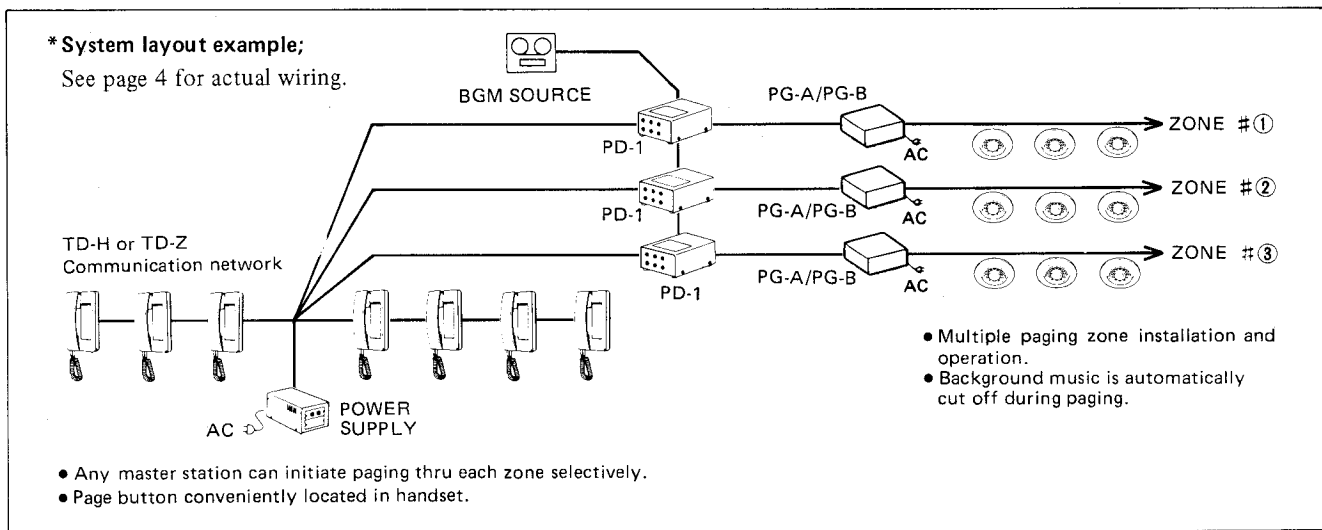 * System layout example;
See page 4 for actual wiring.
BGM SOURCE
PD-1
PG-A/PG-B
AC
ZONE #①
PD-1
PG-A/PG-B
AC
ZONE #②
PD-1
PG-A/PG-B
AC
ZONE #③
TD-H or TD-Z
Communication network
AC
POWER
SUPPLY
● Multiple paging zone installation and
operation.
● Background music is automatically
cut off during paging.
● Any master station can initiate paging thru each zone selectively.
● Page button conveniently located in handset.